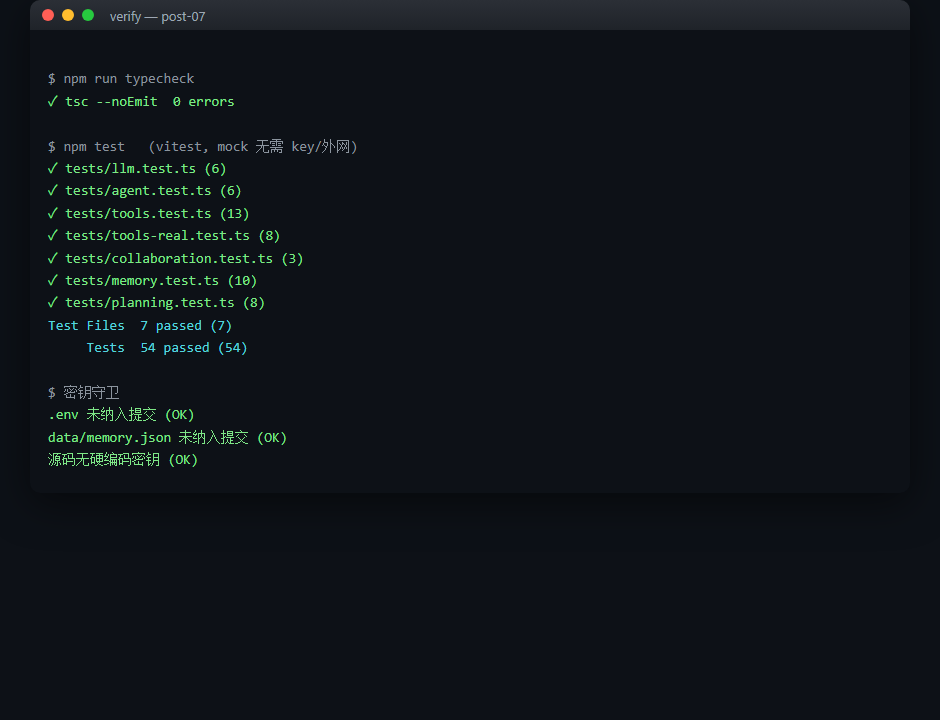 verify — post-07
$ npm run typecheck
✓ tsc --noEmit  0 errors
$ npm test   (vitest, mock 无需 key/外网)
✓ tests/llm.test.ts (6)
✓ tests/agent.test.ts (6)
✓ tests/tools.test.ts (13)
✓ tests/tools-real.test.ts (8)
✓ tests/collaboration.test.ts (3)
✓ tests/memory.test.ts (10)
✓ tests/planning.test.ts (8)
Test Files  7 passed (7)
Tests  54 passed (54)
$ 密钥守卫
.env 未纳入提交 (OK)
data/memory.json 未纳入提交 (OK)
源码无硬编码密钥 (OK)